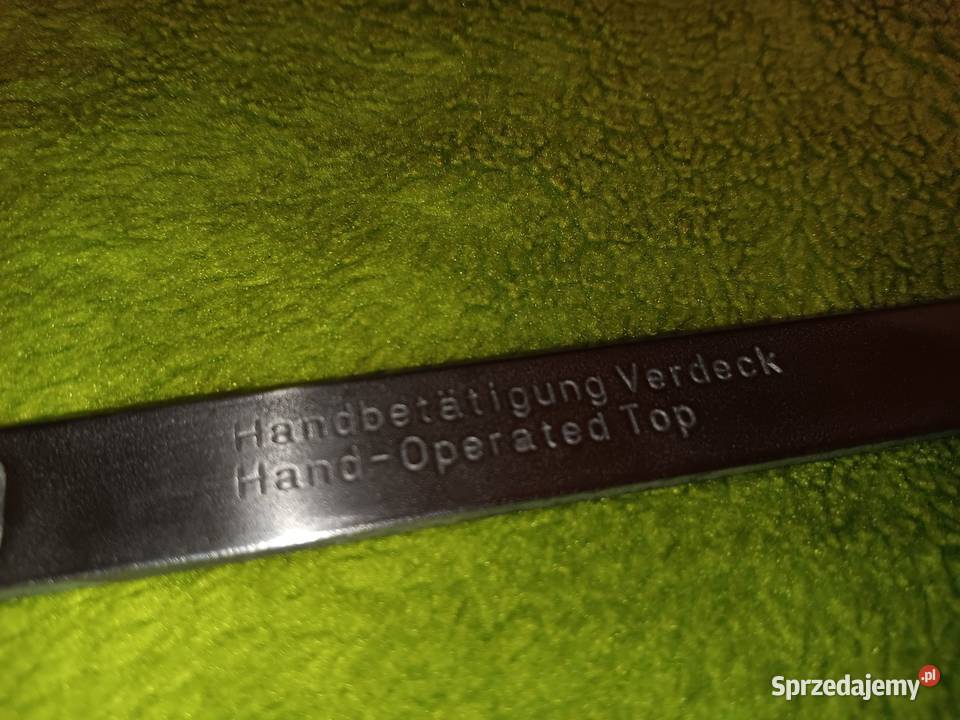 Handbetätigung Verdeck
Hand-Operated Top
Sprzedajemy.pl